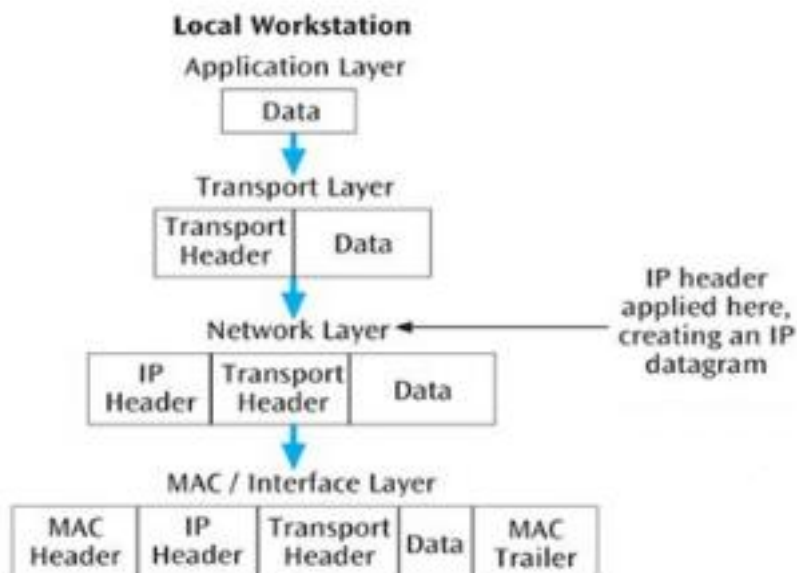 Local Workstation
Application Layer
Data
Transport Layer
Transport
Header
Data
IP header
applied here,
creating an IP
datagram
Network Layer
IP
Header
Transport
Header
Data
MAC / Interface Layer
MAC
Header
IP
Header
Transport
Header
Data
MAC
Trailer